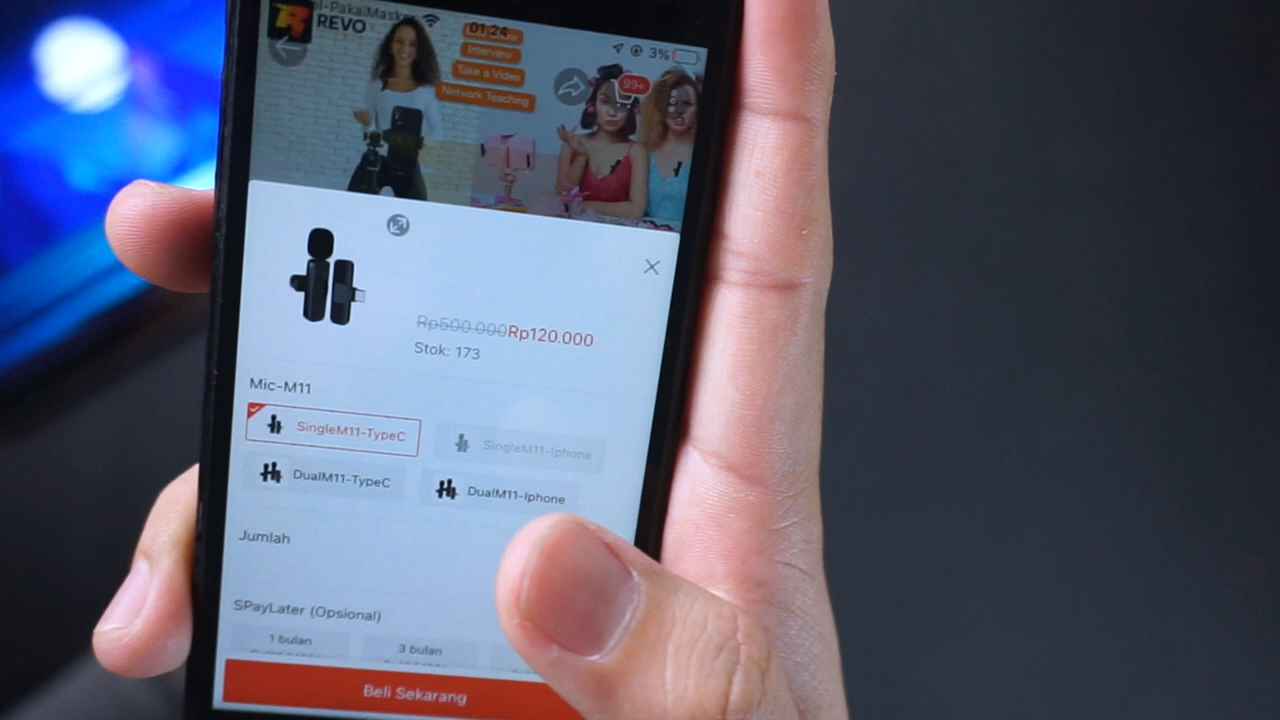 l-PakaiMasker
REVO
01.24
3%
Interview
Take a Video
Network Teaching
99+
Rp500.000Rp120.000
Stok: 173
Mic-M11
SingleM11-TypeC
SingleM11-Iphone
DualM11-TypeC
DualM11-Iphone
Jumlah
SPayLater (Opsional)
1 bulan
3 bulan
Beli Sekarang